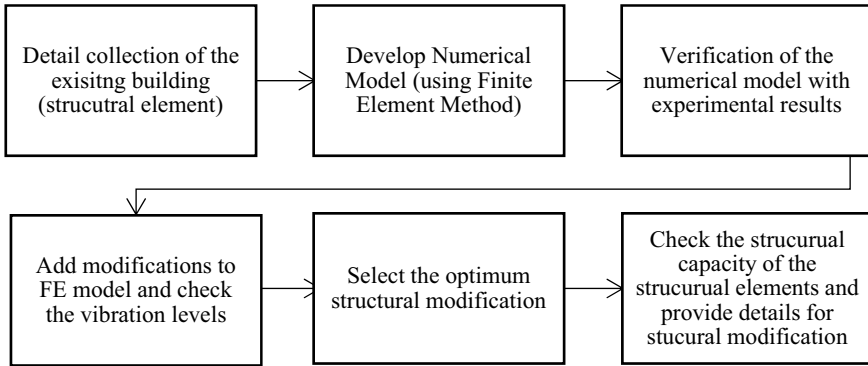 Detail collection of the
exisitng building
(strucutral element)
Develop Numerical
Model (using Finite
Element Method)
Verification of the
numerical model with
experimental results
Add modifications to
FE model and check
the vibration levels
Select the optimum
structural modification
Check the strucurual
capacity of the
strucurual elements and
provide details for
stucural modification